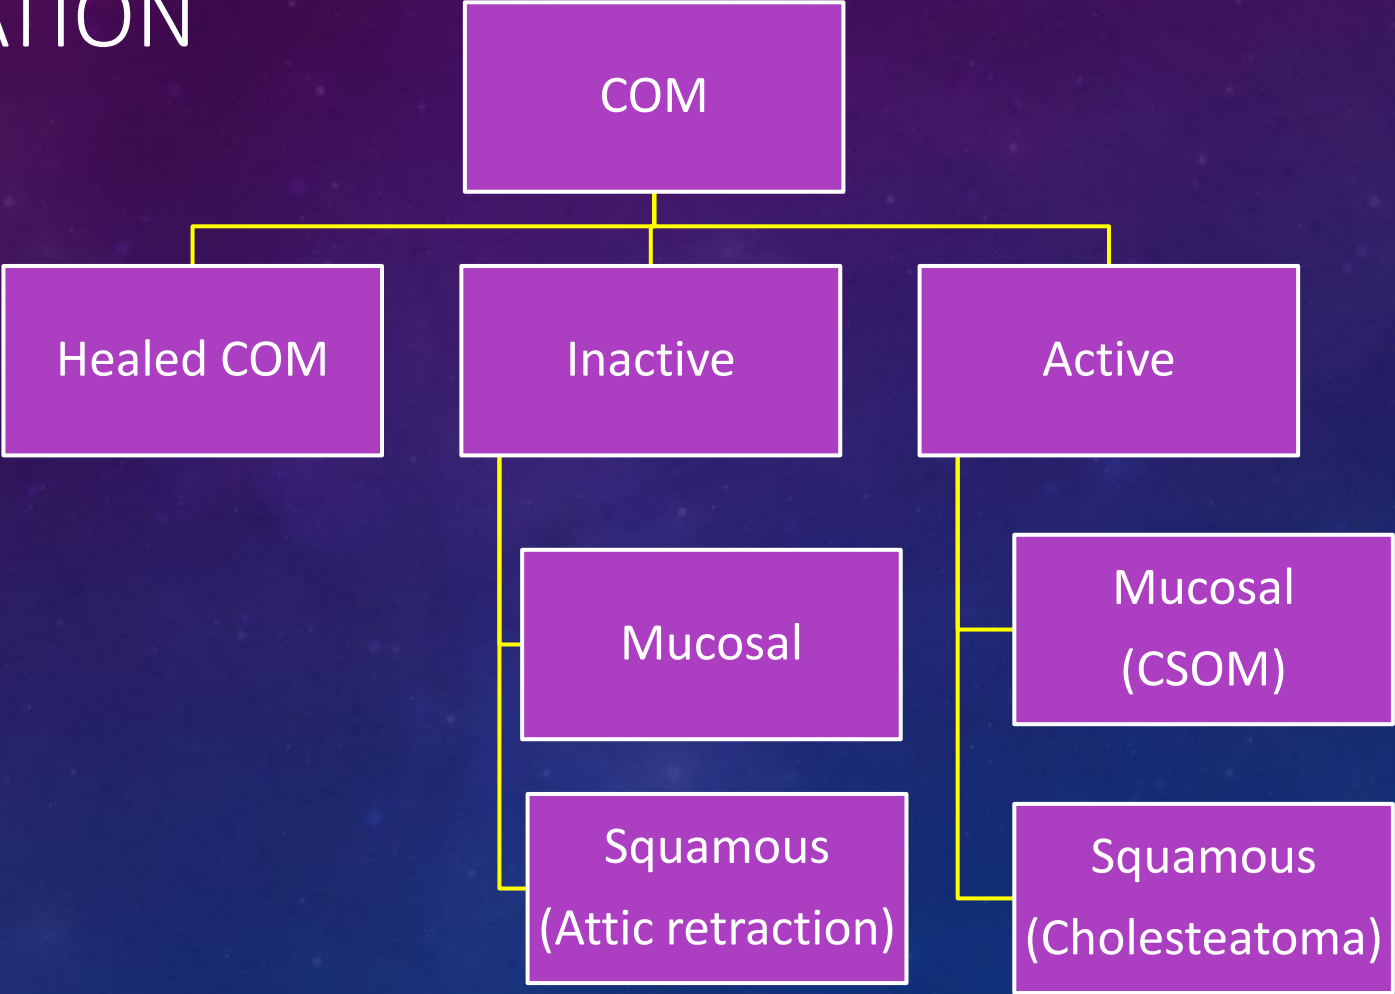 COM
Healed COM
Inactive
Active
Mucosal
Squamous
(Attic retraction)
Mucosal
(CSOM)
Squamous
(Cholesteatoma)